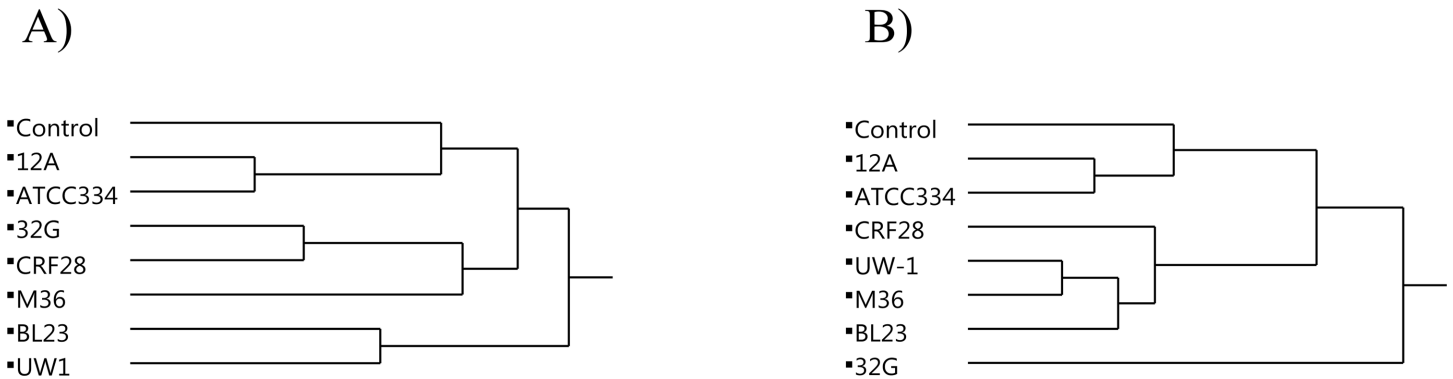 A)
▪Control
▪12A
▪ATCC334
▪32G
▪CRF28
▪M36
▪BL23
▪UW1
B)
▪Control
▪12A
▪ATCC334
▪CRF28
▪UW-1
▪M36
▪BL23
▪32G